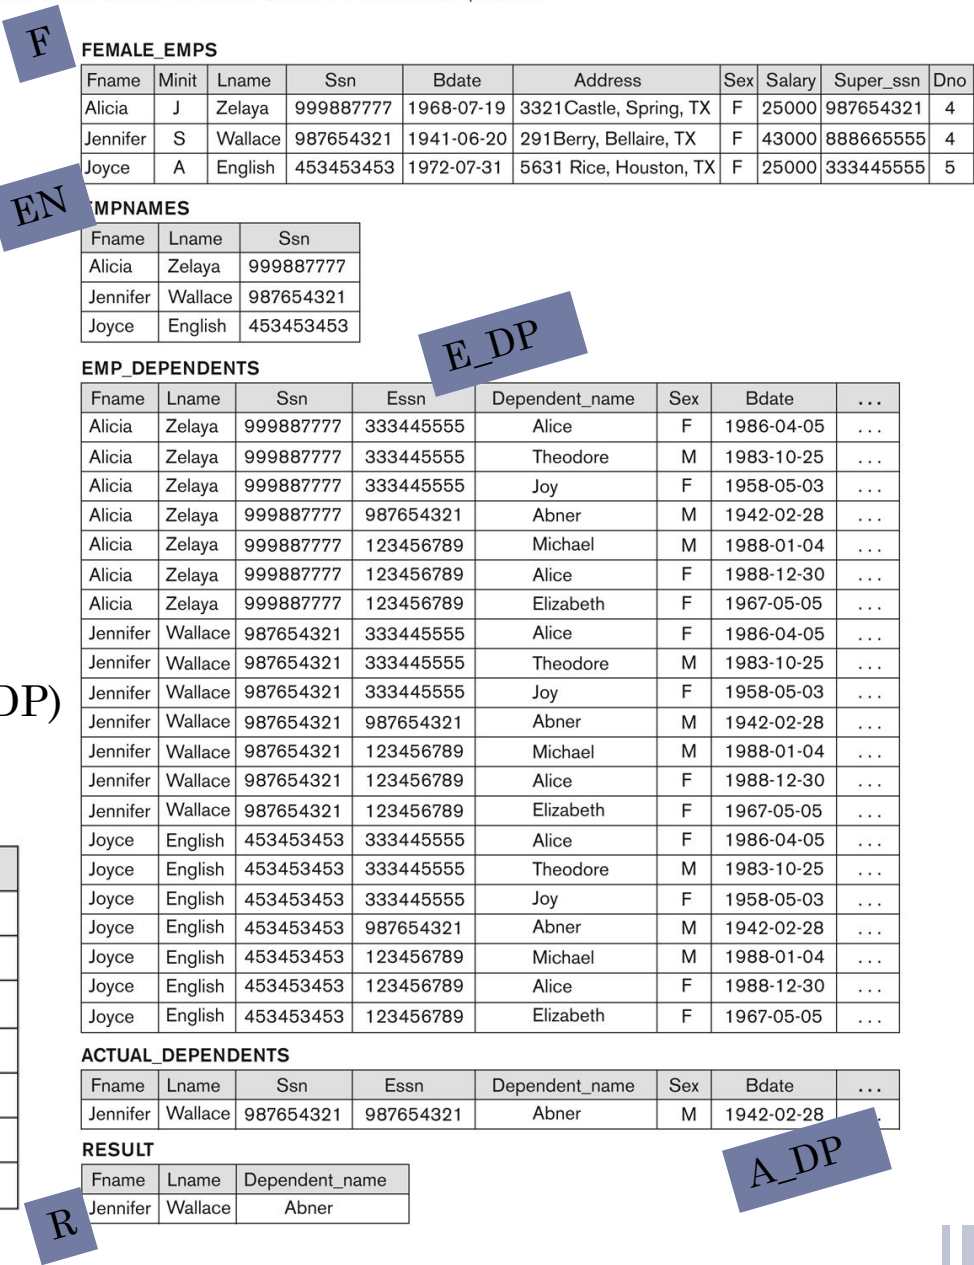 F
FEMALE_EMPS
Fname Minit Lname Ssn Bdate Address Sex Salary Super_ssn Dno
Alicia J Zelaya 999887777 1968-07-19 3321Castle, Spring, TX F 25000 987654321 4
Jennifer S Wallace 987654321 1941-06-20 291Berry, Bellaire, TX F 43000 888665555 4
Joyce A English 453453453 1972-07-31 5631 Rice, Houston, TX F 25000 333445555 5
EN
EMPNAMES
Fname Lname Ssn
Alicia Zelaya 999887777
Jennifer Wallace 987654321
Joyce English 453453453
E_DP
EMP_DEPENDENTS
Fname Lname Ssn Essn Dependent_name Sex Bdate ...
Alicia Zelaya 999887777 333445555 Alice F 1986-04-05 ...
Alicia Zelaya 999887777 333445555 Theodore M 1983-10-25 ...
Alicia Zelaya 999887777 333445555 Joy F 1958-05-03 ...
Alicia Zelaya 999887777 987654321 Abner M 1942-02-28 ...
Alicia Zelaya 999887777 123456789 Michael M 1988-01-04 ...
Alicia Zelaya 999887777 123456789 Alice F 1988-12-30 ...
Alicia Zelaya 999887777 123456789 Elizabeth F 1967-05-05 ...
Jennifer Wallace 987654321 333445555 Alice F 1986-04-05 ...
Jennifer Wallace 987654321 333445555 Theodore M 1983-10-25 ...
Jennifer Wallace 987654321 333445555 Joy F 1958-05-03 ...
DP)
Jennifer Wallace 987654321 987654321 Abner M 1942-02-28 ...
Jennifer Wallace 987654321 123456789 Michael M 1988-01-04 ...
Jennifer Wallace 987654321 123456789 Alice F 1988-12-30 ...
Jennifer Wallace 987654321 123456789 Elizabeth F 1967-05-05 ...
Joyce English 453453453 333445555 Alice F 1986-04-05 ...
Joyce English 453453453 333445555 Theodore M 1983-10-25 ...
Joyce English 453453453 333445555 Joy F 1958-05-03 ...
Joyce English 453453453 987654321 Abner M 1942-02-28 ...
Joyce English 453453453 123456789 Michael M 1988-01-04 ...
Joyce English 453453453 123456789 Alice F 1988-12-30 ...
Joyce English 453453453 123456789 Elizabeth F 1967-05-05 ...
ACTUAL_DEPENDENTS
Fname Lname Ssn Essn Dependent_name Sex Bdate ...
Jennifer Wallace 987654321 987654321 Abner M 1942-02-28
A_DP
RESULT
Fname Lname Dependent_name
Jennifer Wallace Abner
R